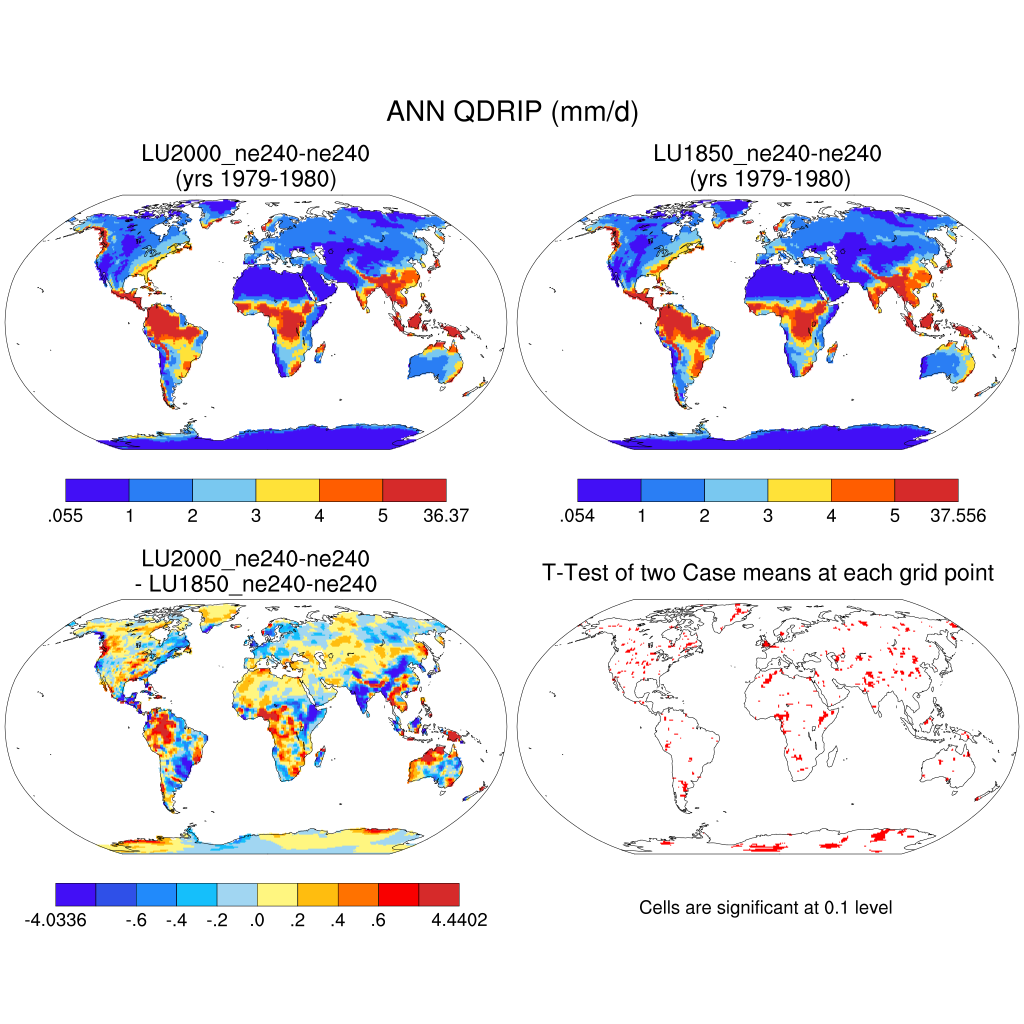 ANN QDRIP (mm/d)
LU2000_ne240-ne240
(yrs 1979-1980)
LU1850_ne240-ne240
(yrs 1979-1980)
.055 1 2 3 4 5 36.37
.054 1 2 3 4 5 37.556
LU2000_ne240-ne240
- LU1850_ne240-ne240
T-Test of two Case means at each grid point
-4.0336 -.6 -.4 -.2 .0 .2 .4 .6 4.4402
Cells are significant at 0.1 level